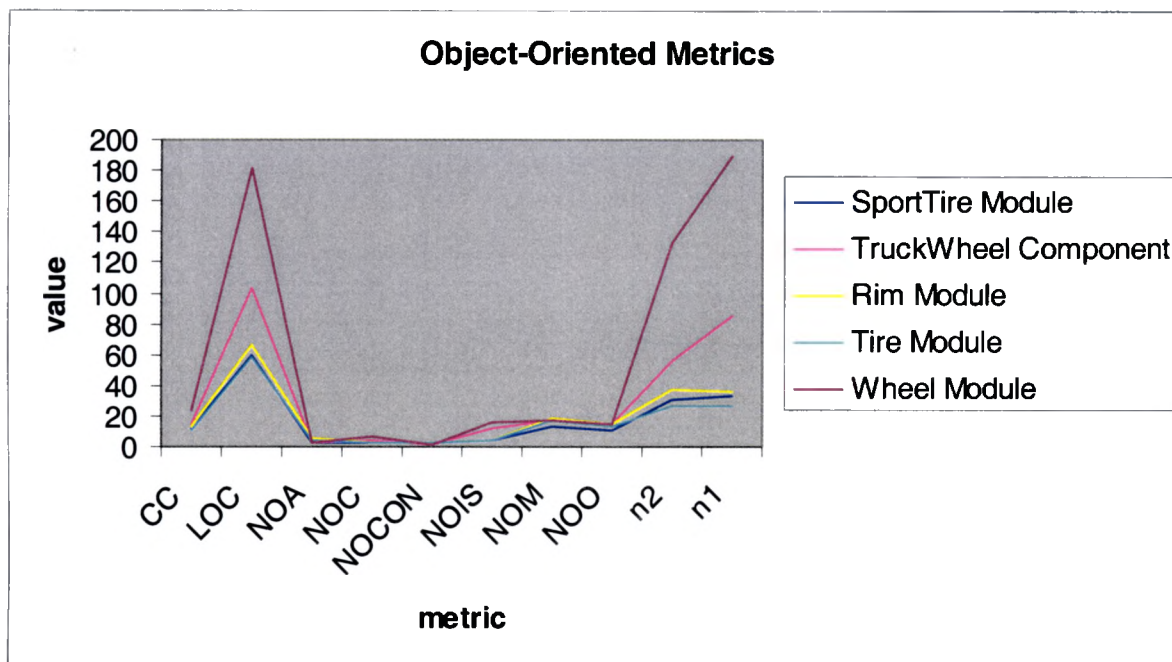 Object-Oriented Metrics
200
180
160
140
120
100
80
60
40
20
0
value
CC
LOC
NOA
NOC
NOCON
NOIS
NOM
NOO
n2
n1
metric
SportTire Module
TruckWheel Component
Rim Module
Tire Module
Wheel Module